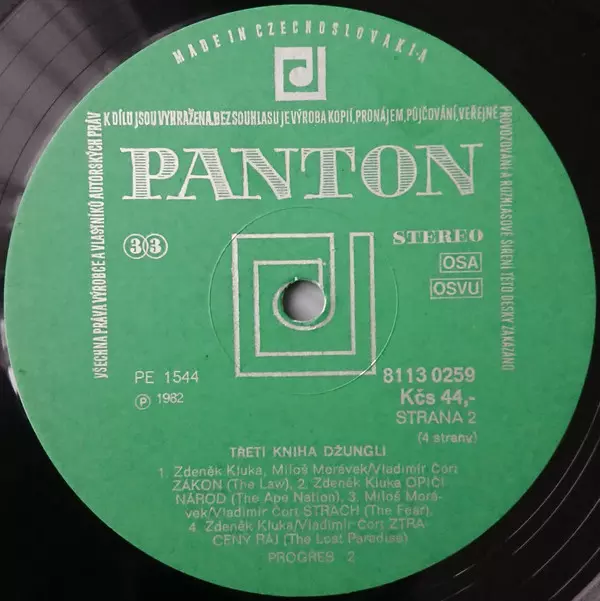 MADE IN CZECHOSLOVAKIA
VŠECHNA PRÁVA VÝROBCE A VLASTNÍKŮ AUTORSKÝCH PRÁV
K DÍLU JSOU VYHRAŽENA. BEZ SOUHLASU JE VÝROBA KOPIÍ, PRONÁJEM, PŮJČOVÁNÍ, VEŘEJNÉ
PROVOZOVÁNÍ A ROZHLASOVÉ ŠÍŘENÍ TÉTO DESKY ZAKÁZÁNO
PANTON
33
STEREO
OSA
OSVU
PE 1544
℗ 1982
8113 0259
Kčs 44,-
STRANA 2
(4 strany)
TŘETÍ KNIHA DŽUNGLÍ
1. Zdeněk Kluka, Miloš Morávek/Vladimír Čort
ZÁKON (The Law), 2. Zdeněk Kluka OPIČÍ
NÁROD (The Ape Nation), 3. Miloš Morá-
vek/Vladimír Čort STRACH (The Fear),
4. Zdeněk Kluka/Vladimír Čort ZTRA
CENÝ RÁJ (The Lost Paradise)
PROGRES 2